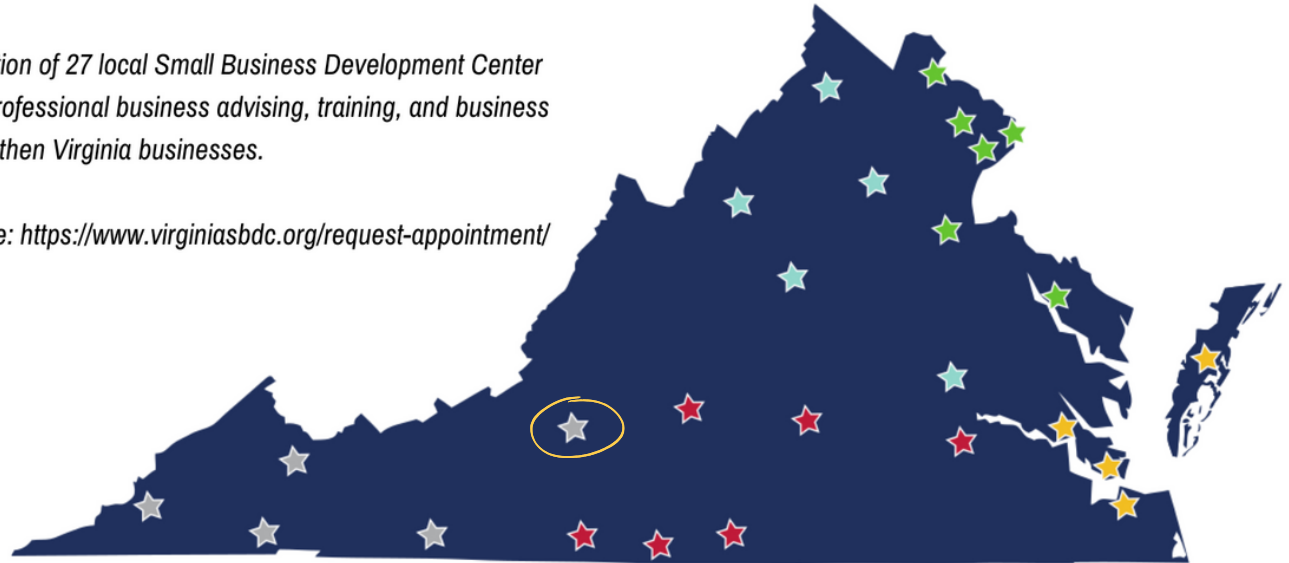 tion of 27 local Small Business Development Center
rofessional business advising, training, and business
then Virginia businesses.
e: https://www.virginiasbdc.org/request-appointment/